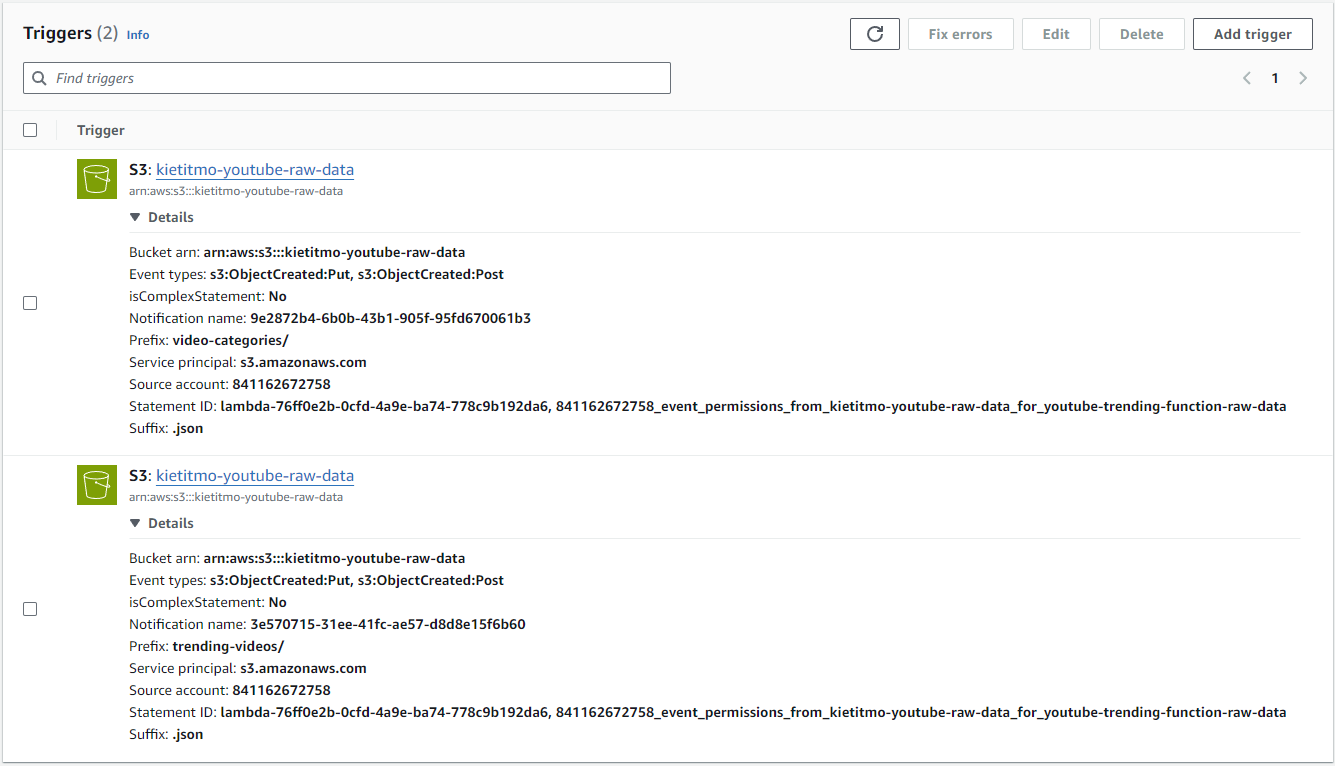 Triggers (2) Info
Fix errors
Edit
Delete
Add trigger
Find triggers
1
Trigger
S3: kietitmo-youtube-raw-data
arn:aws:s3:::kietitmo-youtube-raw-data
Details
Bucket arn: arn:aws:s3:::kietitmo-youtube-raw-data
Event types: s3:ObjectCreated:Put, s3:ObjectCreated:Post
isComplexStatement: No
Notification name: 9e2872b4-6b0b-43b1-905f-95fd670061b3
Prefix: video-categories/
Service principal: s3.amazonaws.com
Source account: 841162672758
Statement ID: lambda-76ff0e2b-0cfd-4a9e-ba74-778c9b192da6, 841162672758_event_permissions_from_kietitmo-youtube-raw-data_for_youtube-trending-function-raw-data
Suffix: .json
S3: kietitmo-youtube-raw-data
arn:aws:s3:::kietitmo-youtube-raw-data
Details
Bucket arn: arn:aws:s3:::kietitmo-youtube-raw-data
Event types: s3:ObjectCreated:Put, s3:ObjectCreated:Post
isComplexStatement: No
Notification name: 3e570715-31ee-41fc-ae57-d8d8e15f6b60
Prefix: trending-videos/
Service principal: s3.amazonaws.com
Source account: 841162672758
Statement ID: lambda-76ff0e2b-0cfd-4a9e-ba74-778c9b192da6, 841162672758_event_permissions_from_kietitmo-youtube-raw-data_for_youtube-trending-function-raw-data
Suffix: .json